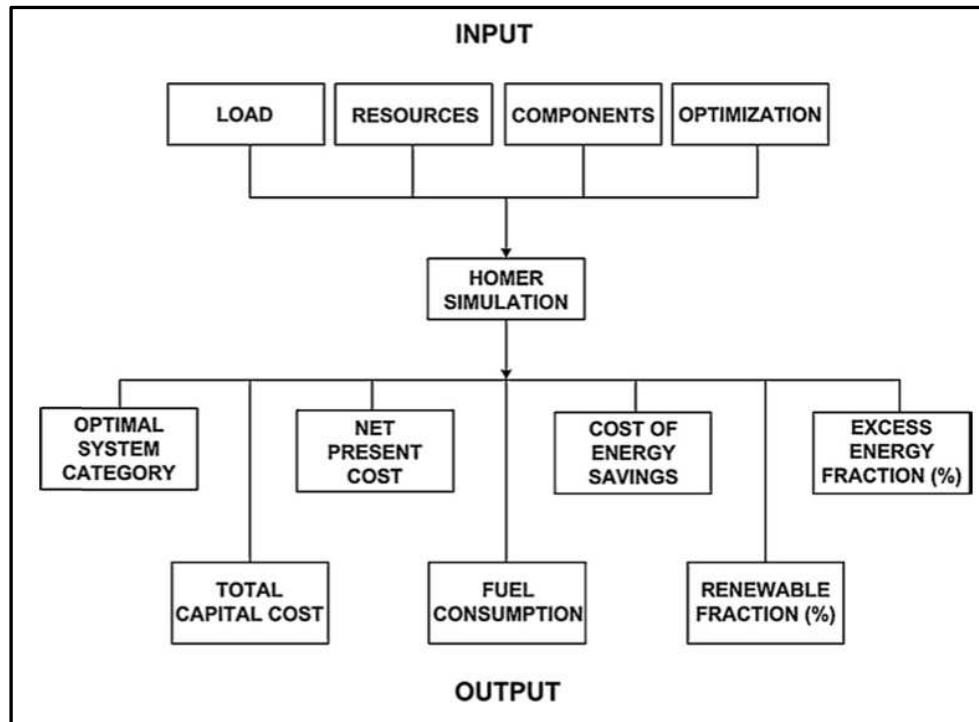 INPUT
LOAD
RESOURCES
COMPONENTS
OPTIMIZATION
HOMER
SIMULATION
OPTIMAL
SYSTEM
CATEGORY
NET
PRESENT
COST
COST OF
ENERGY
SAVINGS
EXCESS
ENERGY
FRACTION (%)
TOTAL
CAPITAL COST
FUEL
CONSUMPTION
RENEWABLE
FRACTION (%)
OUTPUT